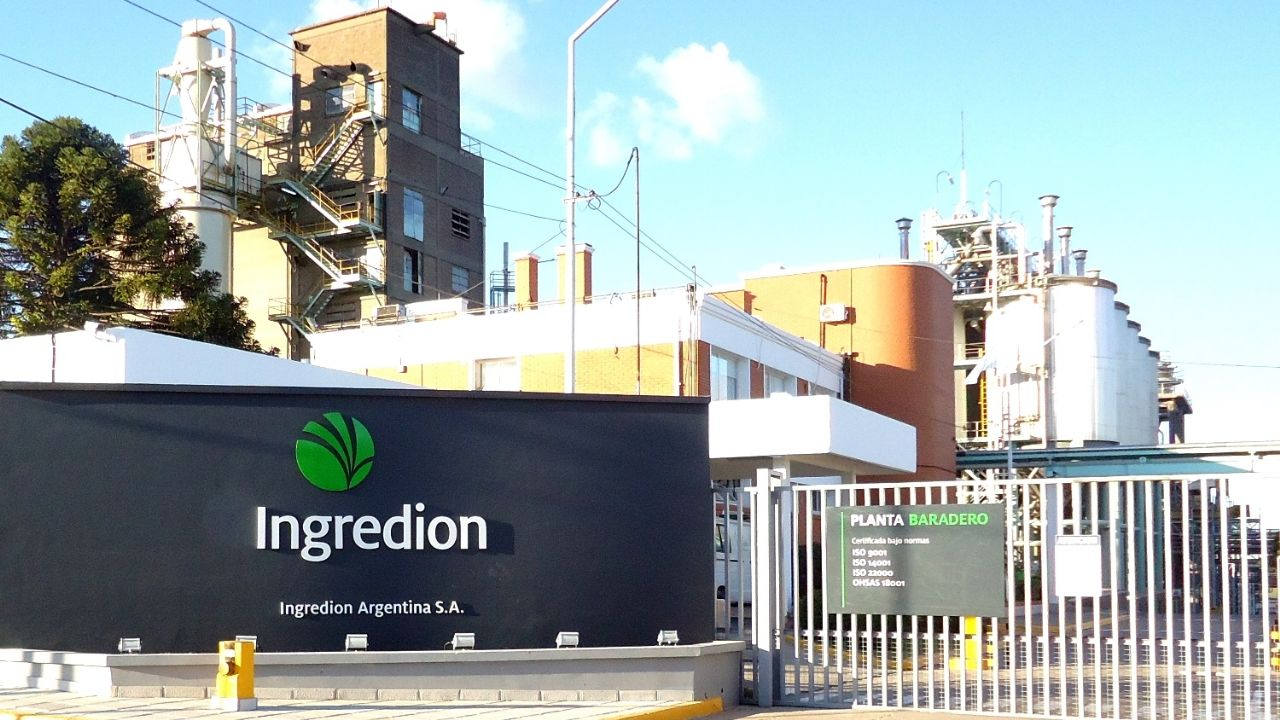 Ingredion
Ingredion Argentina S.A.
PLANTA BARADERO
Certificada bajo normas
ISO 9001
ISO 14001
ISO 22000
OHSAS 18001